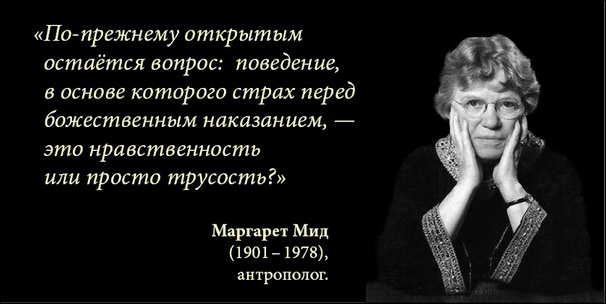 «По-прежнему открытым
остаётся вопрос: поведение,
в основе которого страх перед
божественным наказанием, —
это нравственность
или просто трусость?»
Маргарет Мид
(1901 – 1978),
антрополог.